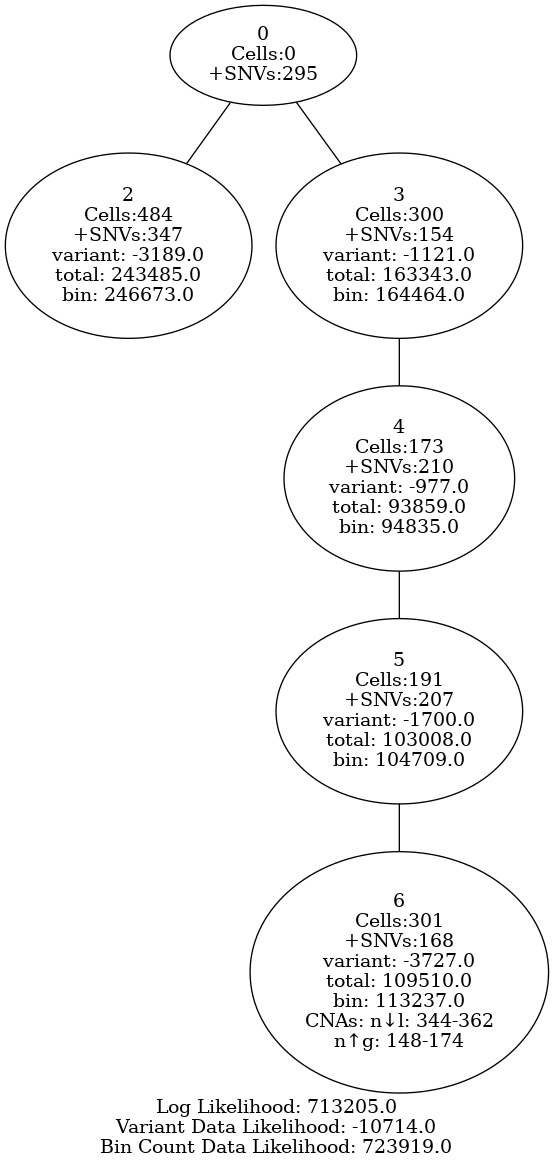 0
Cells:0
+SNVs:295
2
Cells:484
+SNVs:347
variant: -3189.0
total: 243485.0
bin: 246673.0
3
Cells:300
+SNVs:154
variant: -1121.0
total: 163343.0
bin: 164464.0
4
Cells:173
+SNVs:210
variant: -977.0
total: 93859.0
bin: 94835.0
5
Cells:191
+SNVs:207
variant: -1700.0
total: 103008.0
bin: 104709.0
6
Cells:301
+SNVs:168
variant: -3727.0
total: 109510.0
bin: 113237.0
CNAs: n↓l: 344-362
n↑g: 148-174
Log Likelihood: 713205.0
Variant Data Likelihood: -10714.0
Bin Count Data Likelihood: 723919.0